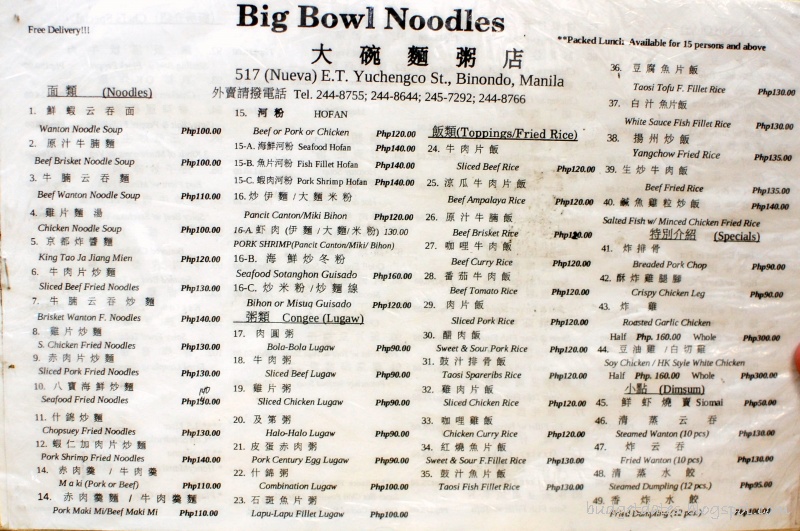 Big Bowl Noodles
Free Delivery!!!
**Packed Lunch Available for 15 persons and above
大碗麵粥店
517 (Nueva) E.T. Yuchengco St., Binondo, Manila
外賣請撥電話 Tel. 244-8755; 244-8644; 245-7292; 244-8766
面類 (Noodles)
1. 鮮蝦云吞面
Wanton Noodle Soup Php100.00
2. 原汁牛腩麵
Beef Brisket Noodle Soup Php100.00
3. 牛腩云吞麵
Beef Wanton Noodle Soup Php110.00
4. 雞片麵湯
Chicken Noodle Soup Php100.00
5. 京都炸醬麵
King Tao Ja Jiang Mien Php120.00
6. 牛肉片炒麵
Sliced Beef Fried Noodles Php130.00
7. 牛腩云吞炒麵
Brisket Wanton F. Noodles Php140.00
8. 雞片炒麵
S. Chicken Fried Noodles Php130.00
9. 赤肉片炒麵
Sliced Pork Fried Noodles Php130.00
10. 八寶海鮮炒麵
Seafood Fried Noodles
11. 什錦炒麵
Chopsuey Fried Noodles Php130.00
12. 蝦仁加肉片炒麵
Pork Shrimp Fried Noodles Php140.00
14. 赤肉羹 / 牛肉羹
Maki (Pork or Beef) Php110.00
14. 赤肉羹麵 / 牛肉羹麵
Pork Maki Mi/Beef Maki Mi Php110.00
15. 河粉 HOFAN
Beef or Pork or Chicken Php120.00
15-A. 海鮮河粉 Seafood Hofan Php140.00
15-B. 魚片河粉 Fish Fillet Hofan Php140.00
15-C. 蝦肉河粉 Pork Shrimp Hofan Php140.00
16. 炒伊麵/大麵米粉
Pancit Canton/Miki Bihon Php120.00
16-A. 虾肉 (伊麵/大麵/米粉) 130.00
PORK SHRIMP(Pancit Canton/Miki/ Bihon)
16-B. 海鮮炒冬粉
Seafood Sotanghon Guisado Php160.00
16-C. 炒米粉/炒麵線
Bihon or Misua Guisado Php120.00
粥類 Congee (Lugaw)
17. 肉圓粥
Bola-Bola Lugaw Php90.00
18. 牛肉粥
Sliced Beef Lugaw Php90.00
19. 雞片粥
Sliced Chicken Lugaw Php90.00
20. 及第粥
Halo-Halo Lugaw Php90.00
21. 皮蛋赤肉粥
Pork Century Egg Lugaw Php90.00
22. 什錦粥
Combination Lugaw Php90.00
23. 石斑魚片粥
Lapu-Lapu Fillet Lugaw Php100.00
飯類(Toppings/Fried Rice)
24. 牛肉片飯
Sliced Beef Rice Php120.00
25. 涼瓜牛肉片飯
Beef Ampalaya Rice Php120.00
26. 原汁牛腩飯
Beef Brisket Rice
27. 咖哩牛肉飯
Beef Curry Rice Php120.00
28. 番茄牛肉飯
Beef Tomato Rice Php120.00
29. 肉片飯
Sliced Pork Rice Php120.00
30. 醋肉飯
Sweet & Sour Pork Rice Php120.00
31. 鼓汁排骨飯
Taosi Spareribs Rice Php120.00
32. 雞肉片飯
Sliced Chicken Rice Php120.00
33. 咖哩雞飯
Chicken Curry Rice Php120.00
34. 紅燒魚片飯
Sweet & Sour F.Fillet Rice Php130.00
35. 鼓汁魚片飯
Taosi Fish Fillet Rice Php130.00
36. 豆腐魚片飯
Taosi Tofu F. Fillet Rice Php130.00
37. 白汁魚片飯
White Sauce Fish Fillet Rice Php130.00
38. 揚州炒飯
Yangchow Fried Rice Php135.00
39. 生炒牛肉飯
Beef Fried Rice Php135.00
40. 鹹魚雞粒炒飯 Php140.00
Salted Fish w/ Minced Chicken Fried Rice
特別介紹 (Specials)
41. 炸排骨
Breaded Pork Chop Php90.00
42. 酥炸雞腿腳
Crispy Chicken Leg Php90.00
43. 炸雞
Roasted Garlic Chicken
Half Php. 160.00 Whole Php300.00
44. 豆油雞/白切雞
Soy Chicken / HK Style White Chicken
Half Php. 160.00 Whole Php300.00
小點 (Dimsum)
45. 鮮虾燒賣 Siomai Php50.00
46. 清蒸云吞
Steamed Wanton (10 pcs) Php130.00
47. 炸云吞
Fried Wanton (10 pcs) Php130.00
48. 清蒸水餃
Steamed Dumpling (12 pcs.) Php95.00
49. 香炸水餃
Fried Dumpling (12 pcs)